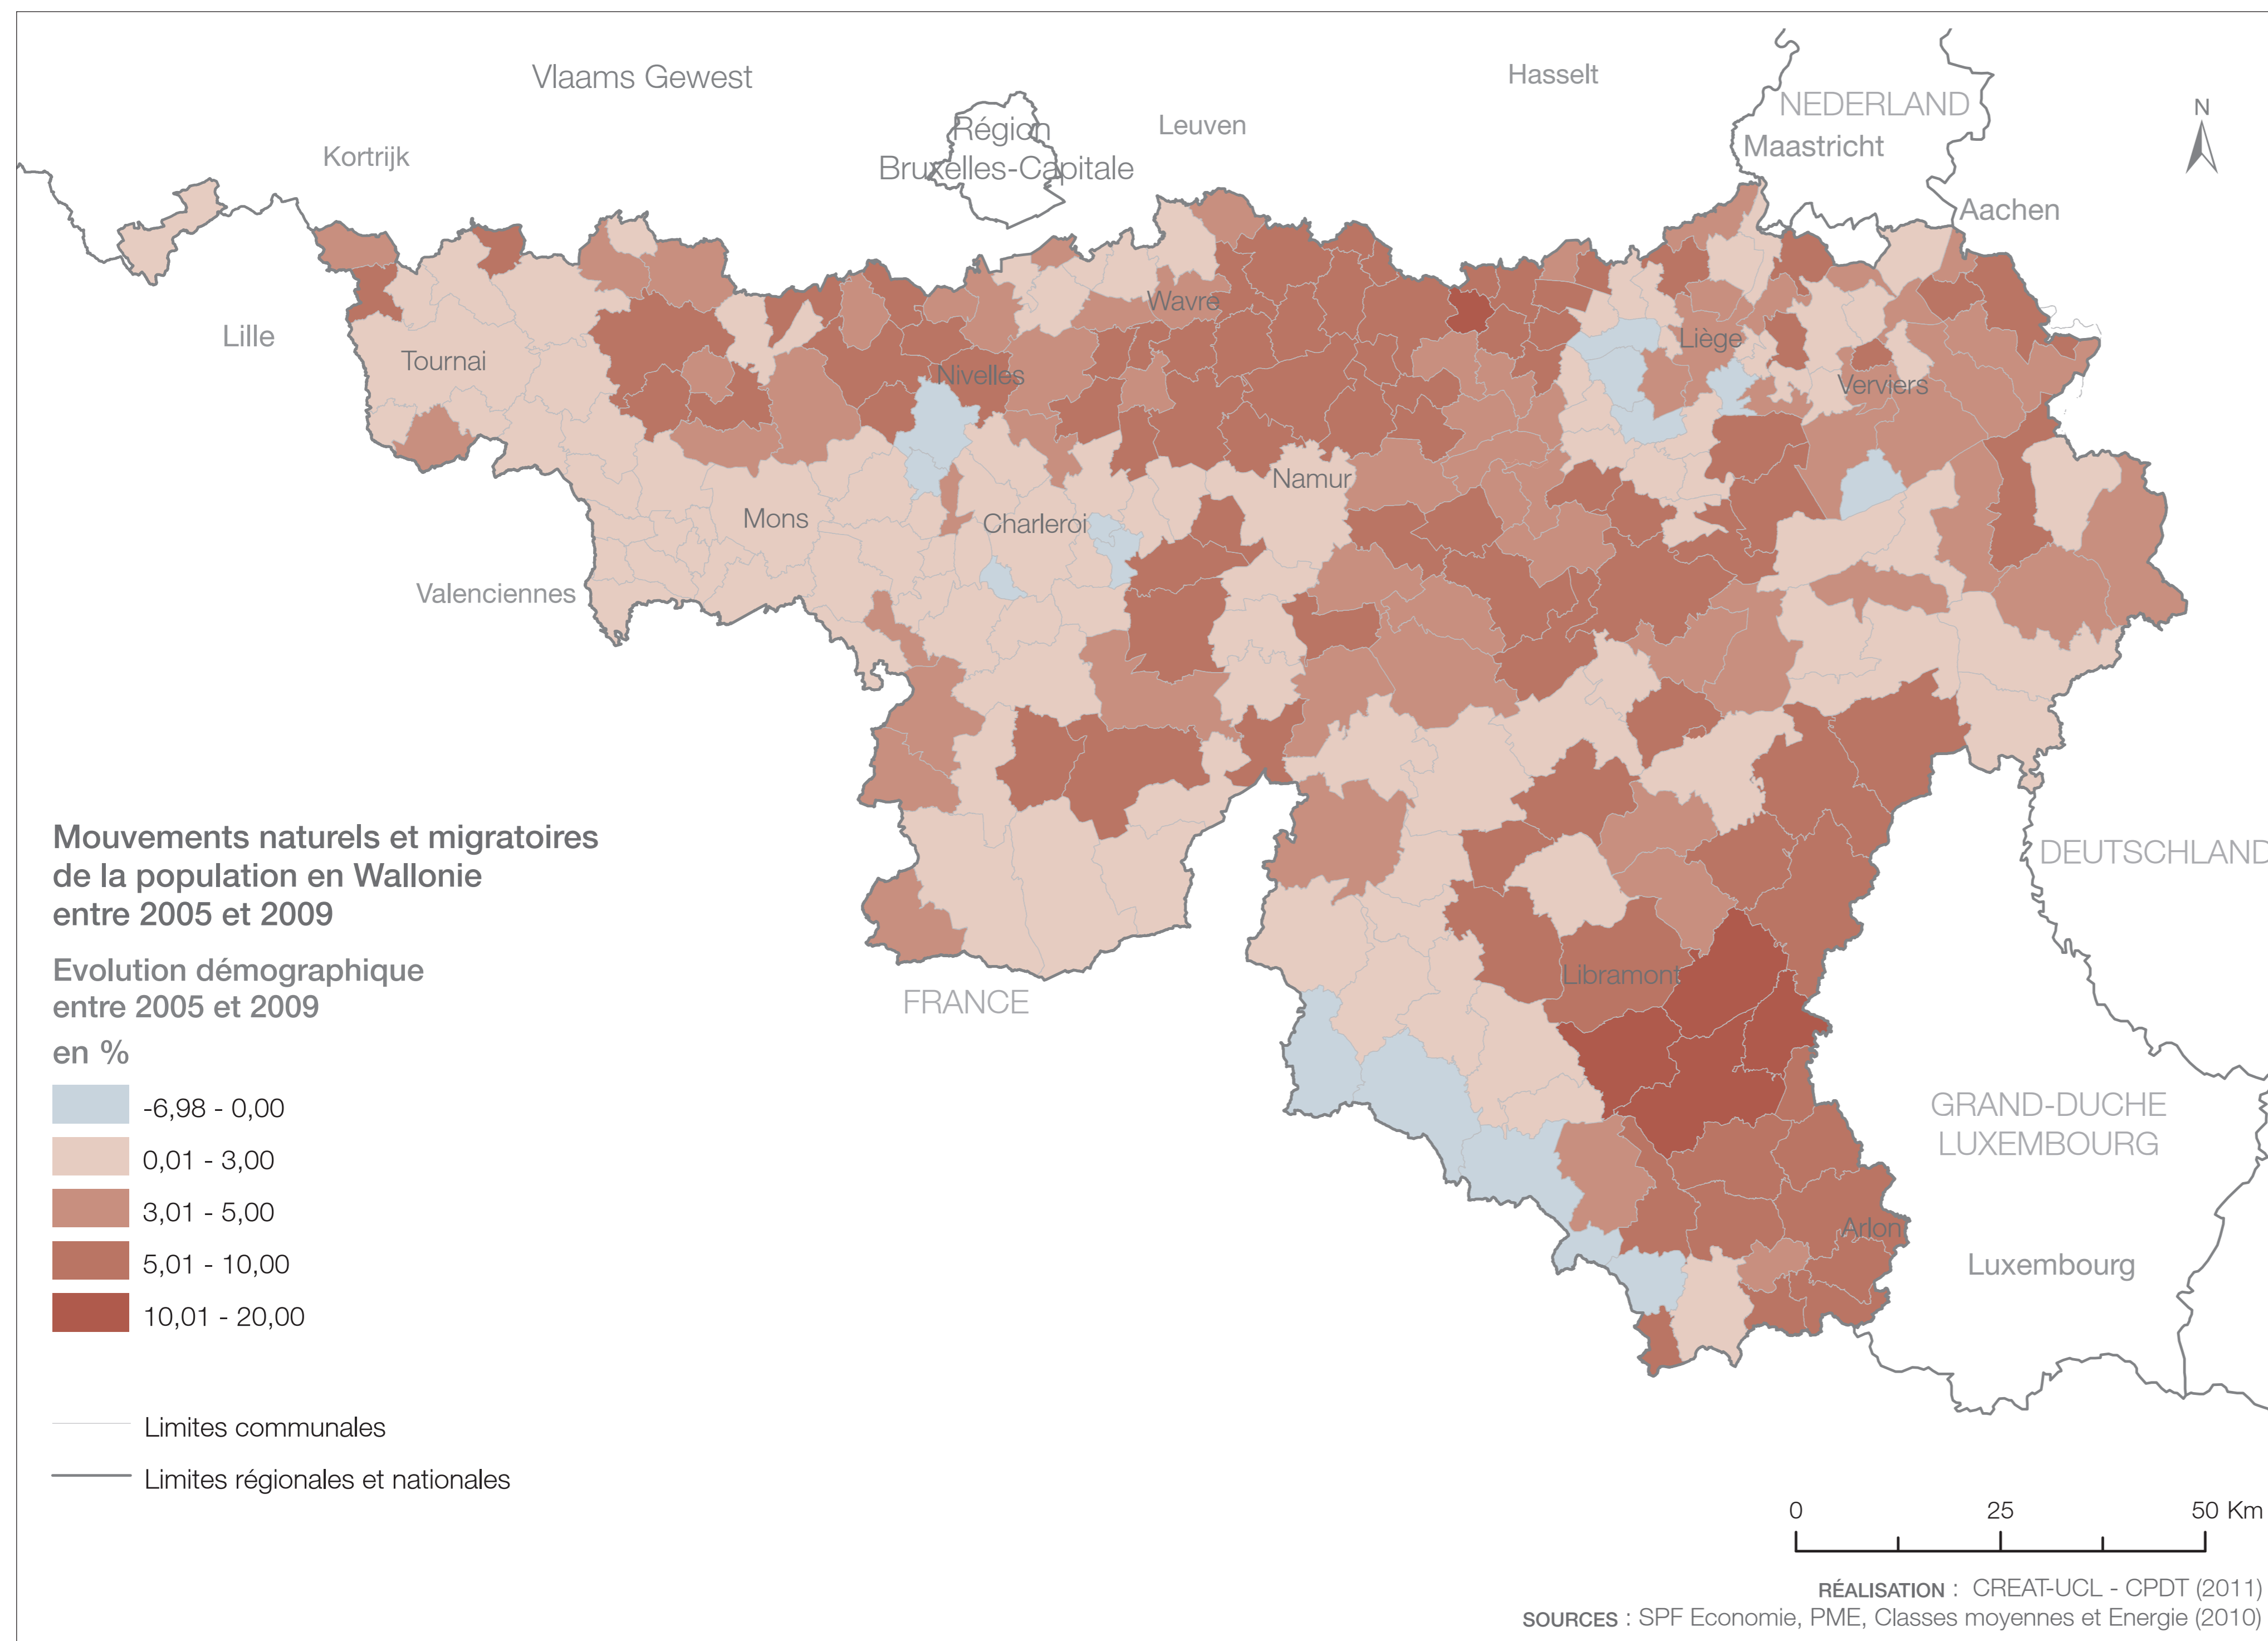 Vlaams Gewest
Hasselt
NEDERLAND
N
Région
Bruxelles-Capitale
Leuven
Kortrijk
Maastricht
Aachen
Wavre
Lille
Liège
Tournai
Nivelles
Verviers
Namur
Mons
Charleroi
Valenciennes
Mouvements naturels et migratoires
de la population en Wallonie
entre 2005 et 2009
DEUTSCHLAND
Evolution démographique
entre 2005 et 2009
Libramont
FRANCE
en %
-6,98 - 0,00
0,01 - 3,00
3,01 - 5,00
5,01 - 10,00
10,01 - 20,00
GRAND-DUCHE
LUXEMBOURG
Arlon
Luxembourg
Limites communales
Limites régionales et nationales
0 25 50 Km
RÉALISATION : CREAT-UCL - CPDT (2011)
SOURCES : SPF Economie, PME, Classes moyennes et Energie (2010)